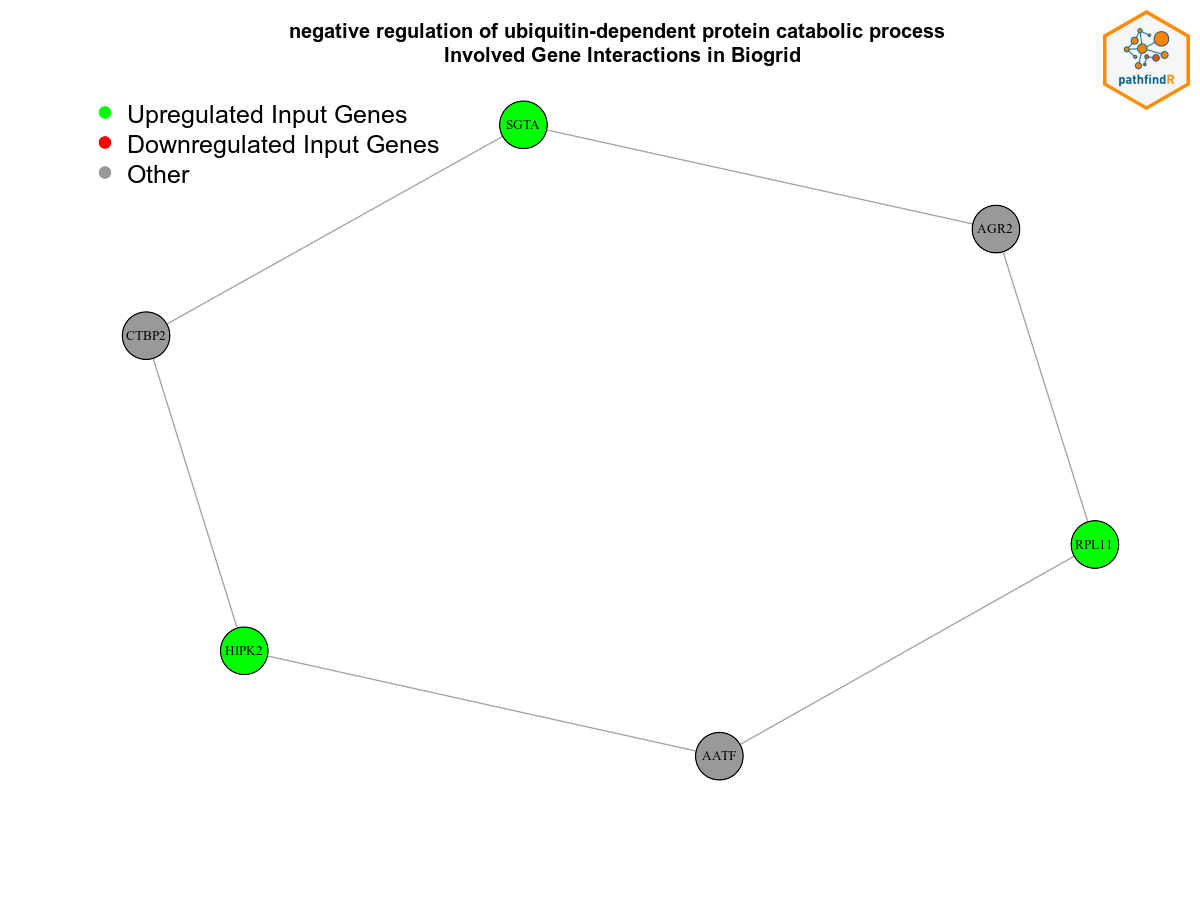 negative regulation of ubiquitin-dependent protein catabolic process
Involved Gene Interactions in Biogrid
pathfindR
Upregulated Input Genes
Downregulated Input Genes
Other
SGTA
AGR2
CTBP2
RPL11
HIPK2
AATF